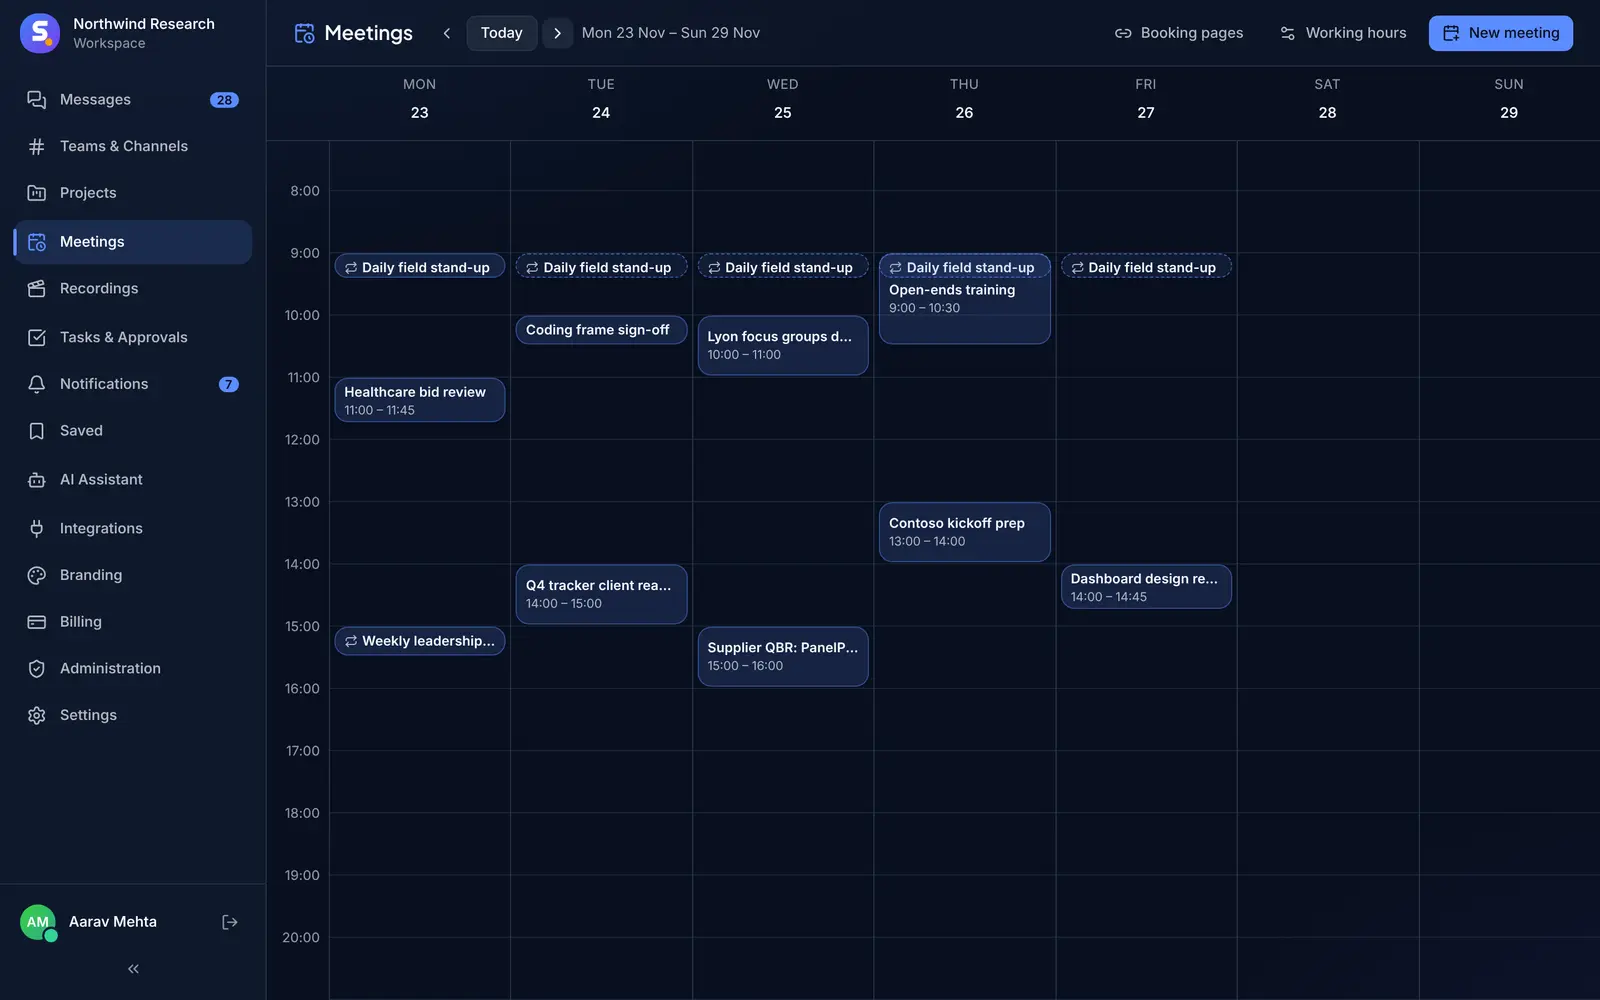 S
Northwind Research
Workspace
Messages 28
Teams & Channels
Projects
Meetings
Recordings
Tasks & Approvals
Notifications 7
Saved
AI Assistant
Integrations
Branding
Billing
Administration
Settings
AM Aarav Mehta
Meetings Today Mon 23 Nov – Sun 29 Nov Booking pages Working hours New meeting
MON TUE WED THU FRI SAT SUN
23 24 25 26 27 28 29
8:00
9:00
Daily field stand-up Daily field stand-up Daily field stand-up Daily field stand-up Daily field stand-up
Open-ends training
9:00 – 10:30
10:00
Coding frame sign-off
Lyon focus groups d...
10:00 – 11:00
11:00
Healthcare bid review
11:00 – 11:45
12:00
13:00
Contoso kickoff prep
13:00 – 14:00
14:00
Q4 tracker client rea...
14:00 – 15:00
Dashboard design re...
14:00 – 14:45
15:00
Weekly leadership...
Supplier QBR: PanelP...
15:00 – 16:00
16:00
17:00
18:00
19:00
20:00